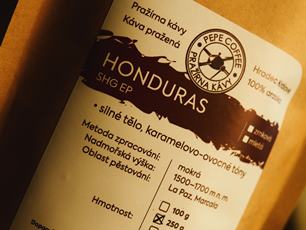 Pražírna kávy
Káva pražená
PEPE COFFEE
PRAŽÍRNA KÁVY
Hradec Králové
100% arabika
HONDURAS
SHG EP
• silné tělo, karamelovo-ovocné tóny
zrnková
mletá
Metoda zpracování: mokrá
Nadmořská výška: 1500–1700 m n. m.
Oblast pěstování: La Paz, Marcala
Hmotnost: 100 g
250 g